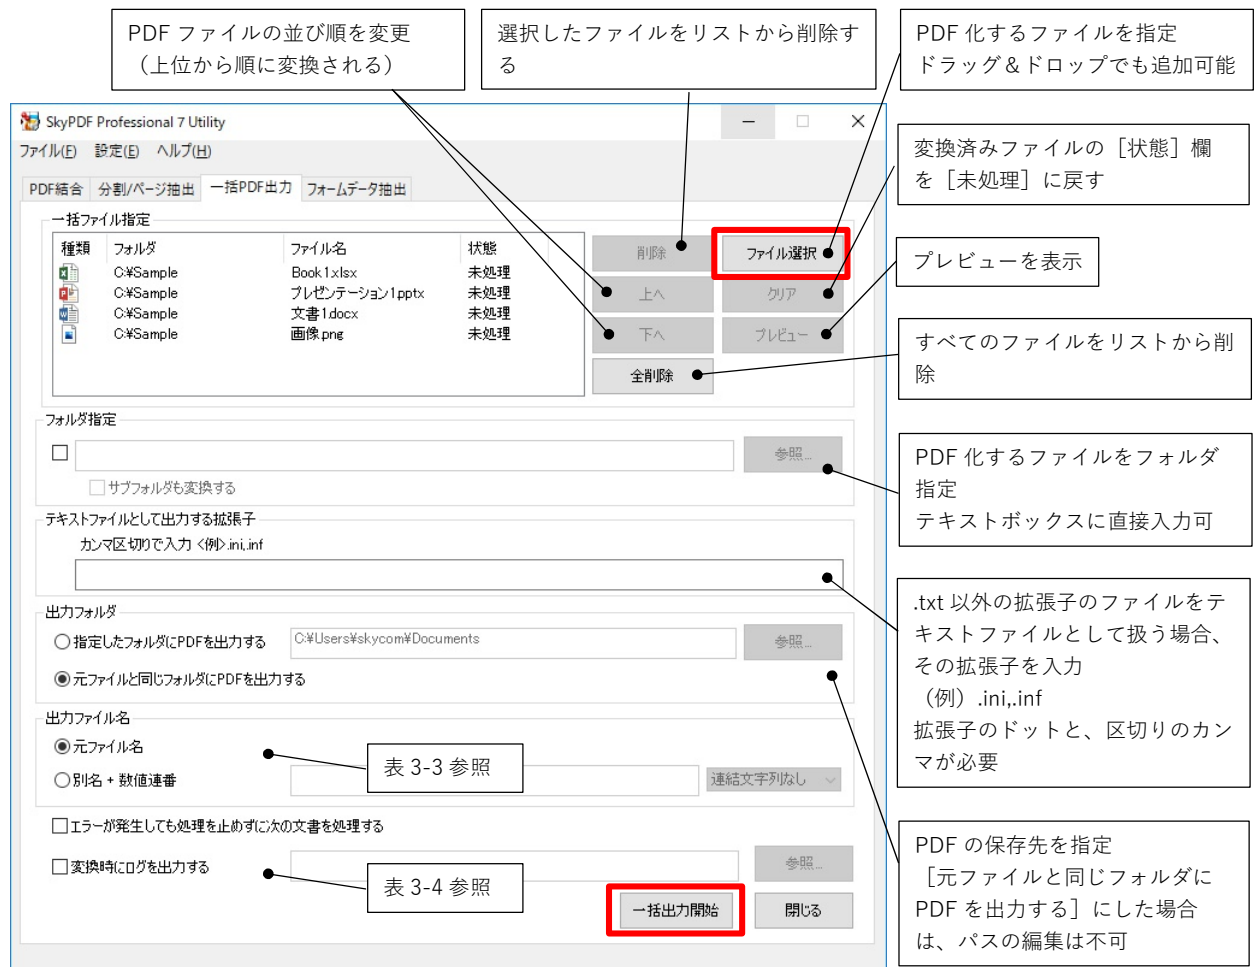 PDF ファイルの並び順を変更
（上位から順に変換される）
選択したファイルをリストから削除す
る
PDF 化するファイルを指定
ドラッグ＆ドロップでも追加可能
SkyPDF Professional 7 Utility
ファイル(F) 設定(E) ヘルプ(H)
PDF結合 分割/ページ抽出 一括PDF出力 フォームデータ抽出
変換済みファイルの［状態］欄
を［未処理］に戻す
一括ファイル指定
種類 フォルダ ファイル名 状態
C:¥Sample Book1.xlsx 未処理
C:¥Sample プレゼンテーション1.pptx 未処理
C:¥Sample 文書1.docx 未処理
C:¥Sample 画像.png 未処理
削除 ファイル選択
上へ クリア
下へ プレビュー
全削除
プレビューを表示
すべてのファイルをリストから削
除
フォルダ指定
参照...
サブフォルダも変換する
PDF 化するファイルをフォルダ
指定
テキストボックスに直接入力可
テキストファイルとして出力する拡張子
カンマ区切りで入力 <例>.ini,.inf
.txt 以外の拡張子のファイルをテ
キストファイルとして扱う場合、
その拡張子を入力
（例）.ini,.inf
拡張子のドットと、区切りのカン
マが必要
出力フォルダ
指定したフォルダにPDFを出力する C:¥Users¥skycom¥Documents 参照...
元ファイルと同じフォルダにPDFを出力する
出力ファイル名
元ファイル名
表 3-3 参照
別名 + 数値連番 連結文字列なし
エラーが発生しても処理を止めずに次の文書を処理する
変換時にログを出力する 参照...
表 3-4 参照
PDF の保存先を指定
［元ファイルと同じフォルダに
PDF を出力する］にした場合
は、パスの編集は不可
一括出力開始 閉じる